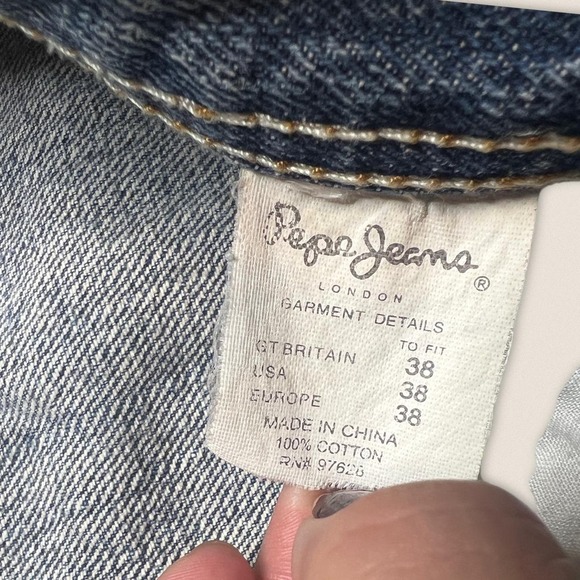 Pepe Jeans ®
LONDON
GARMENT DETAILS
TO FIT
GT BRITAIN 38
USA 38
EUROPE 38
MADE IN CHINA
100% COTTON
RN# 97628